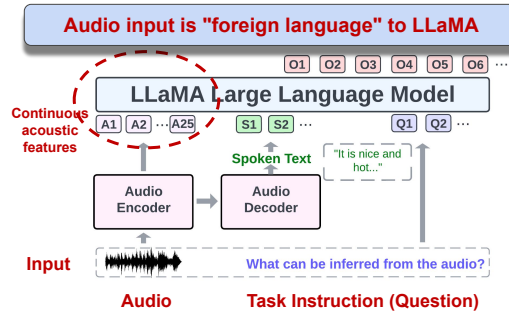 Audio input is "foreign language" to LLaMA
O1 O2 O3 O4 O5 O6 ...
LLaMA Large Language Model
Continuous
acoustic
features
A1 A2 ... A25 S1 S2 ... Q1 Q2 ...
Spoken Text
"It is nice and
hot..."
Audio
Encoder
Audio
Decoder
Input
What can be inferred from the audio?
Audio
Task Instruction (Question)